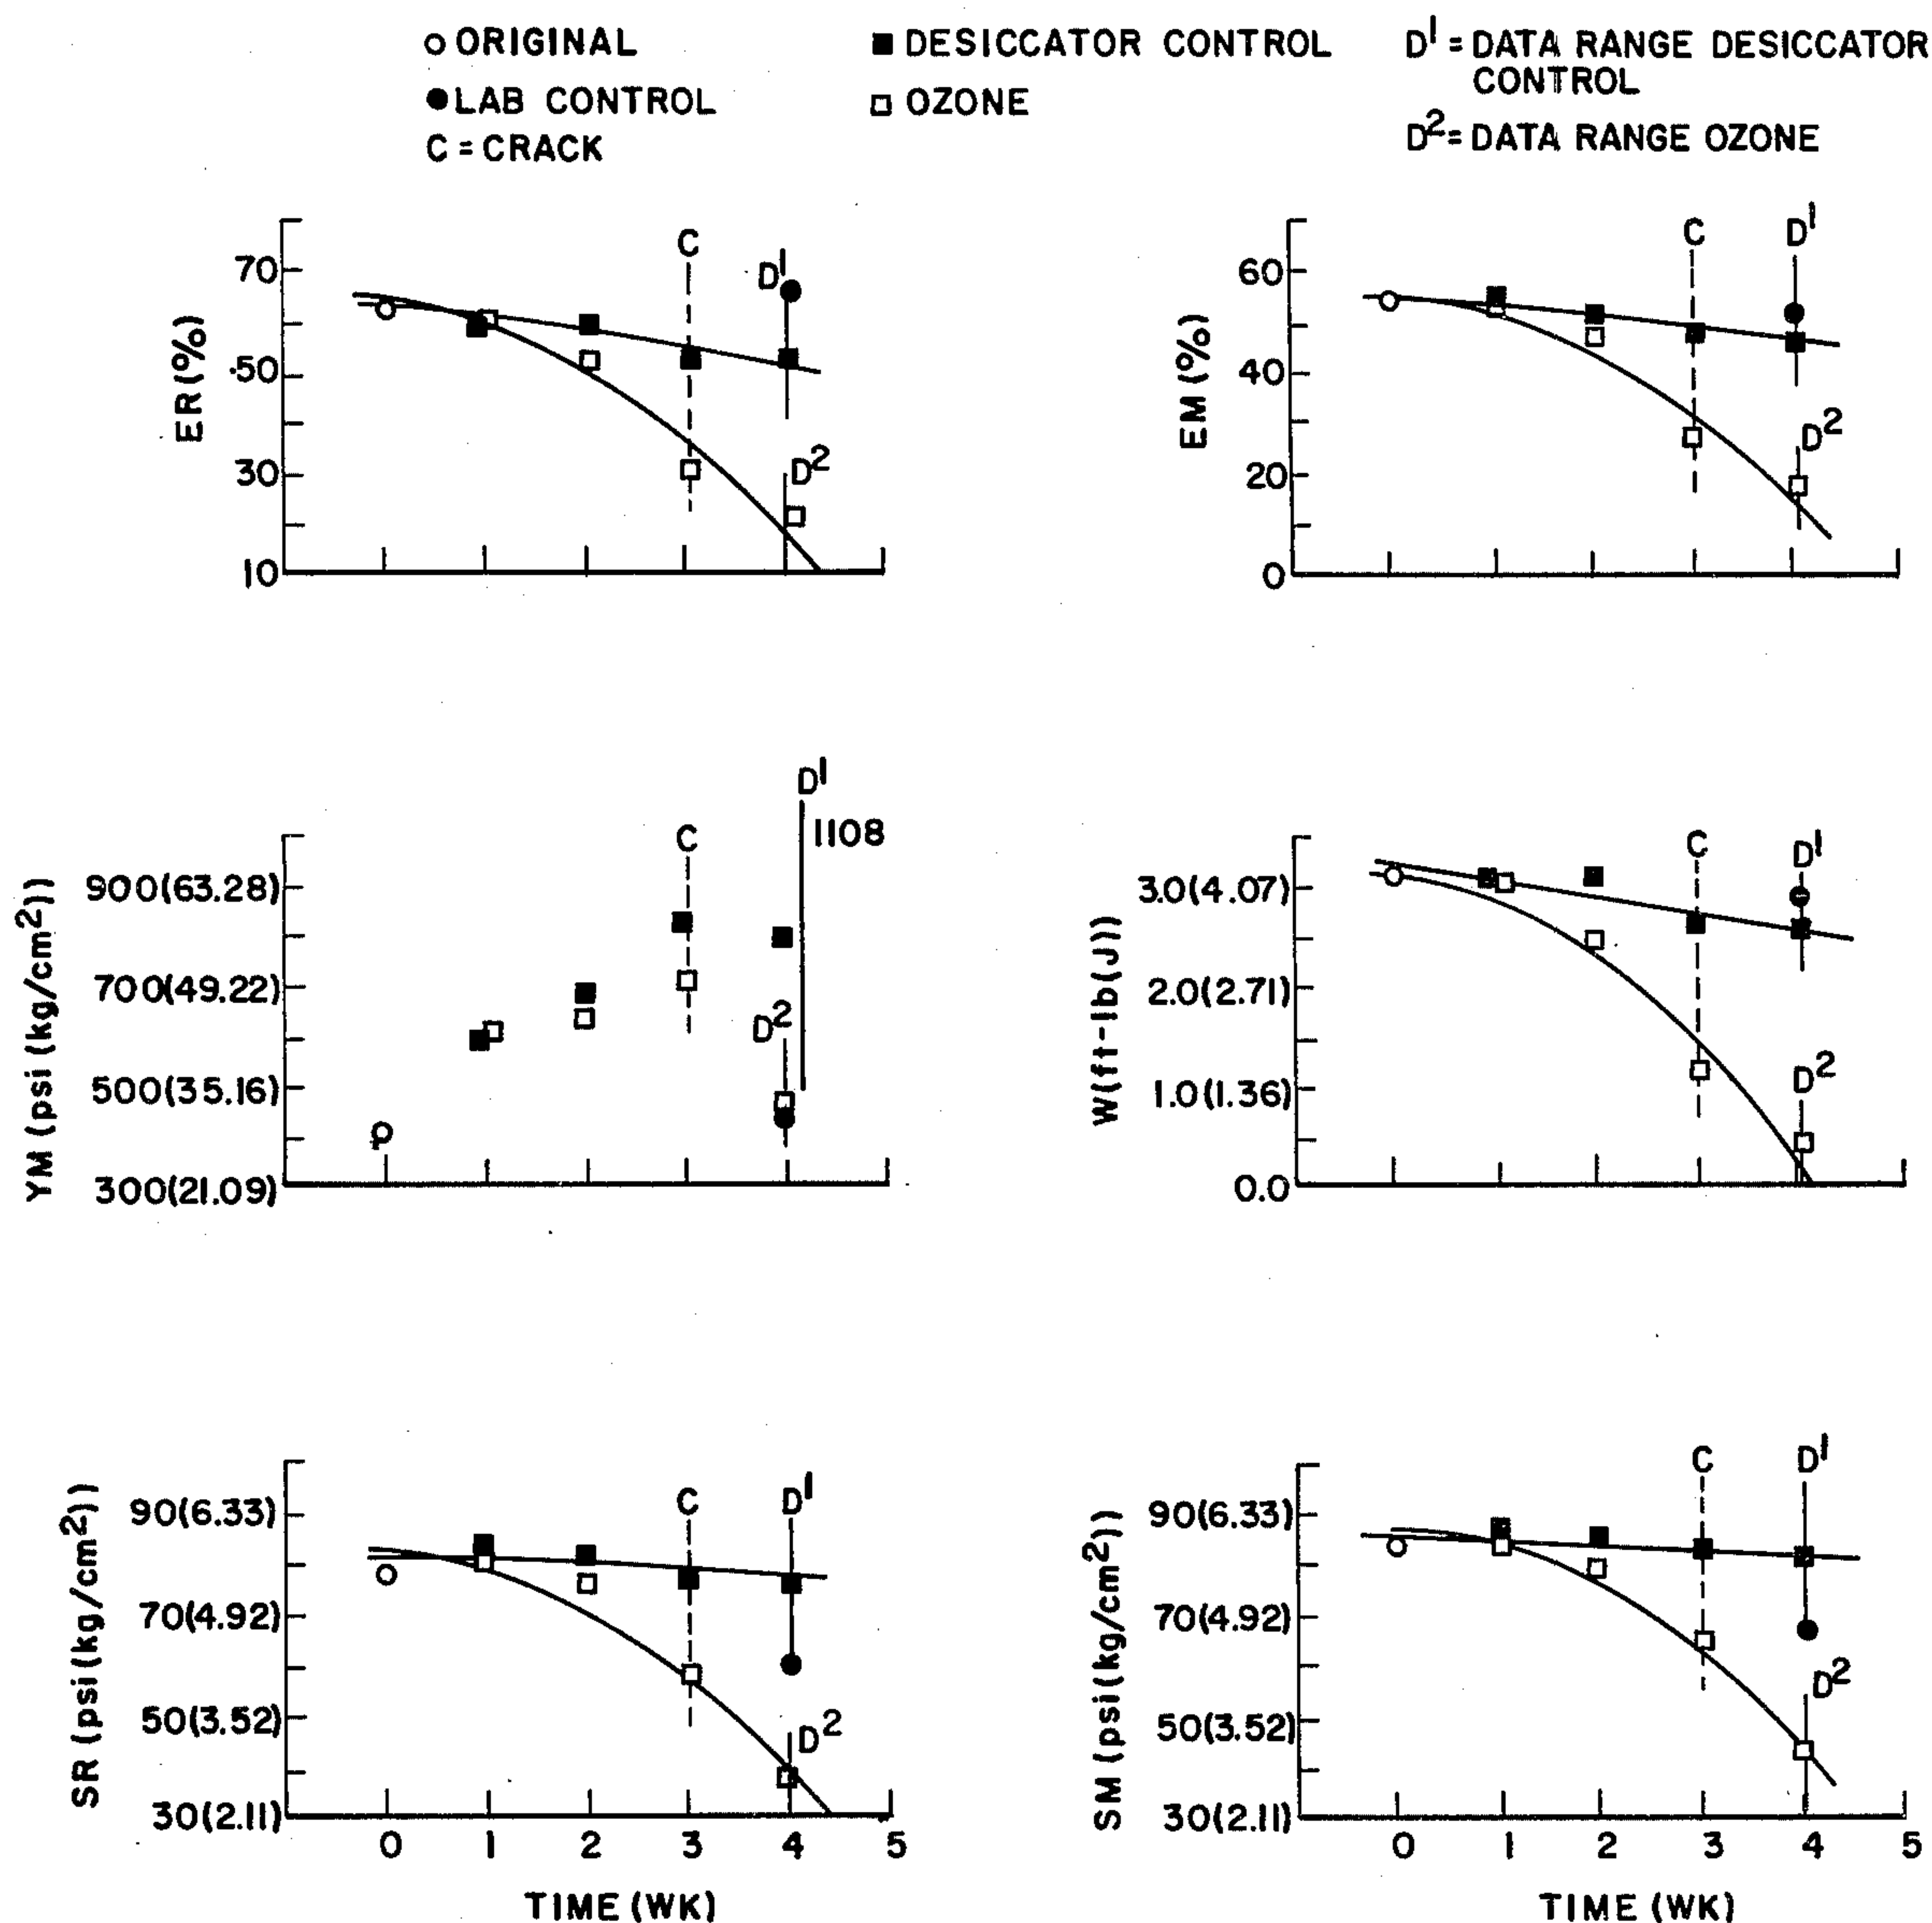 ○ ORIGINAL
● LAB CONTROL
C = CRACK
■ DESICCATOR CONTROL
□ OZONE
D¹ = DATA RANGE DESICCATOR
CONTROL
D² = DATA RANGE OZONE
ER (%)
70
50
30
10
C
D¹
D²
EM (%)
60
40
20
0
C
D¹
D²
YM (psi (kg/cm²))
900(63.28)
700(49.22)
500(35.16)
300(21.09)
C
D¹
1108
D²
W(ft-lb(J))
3.0(4.07)
2.0(2.71)
1.0(1.36)
0.0
C
D¹
D²
SR (psi(kg/cm²))
90(6.33)
70(4.92)
50(3.52)
30(2.11)
C
D¹
D²
0 1 2 3 4 5
TIME (WK)
SM (psi(kg/cm²))
90(6.33)
70(4.92)
50(3.52)
30(2.11)
C
D¹
D²
0 1 2 3 4 5
TIME (WK)